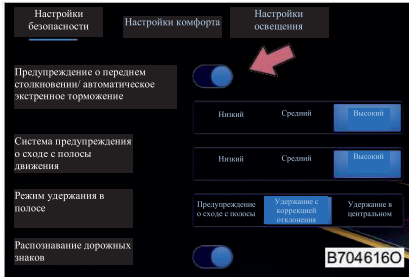 Настройки безопасности
Настройки комфорта
Настройки освещения
Предупреждение о переднем
столкновении/ автоматическое
экстренное торможение
Низкий Средний Высокий
Система предупреждения
о сходе с полосы
движения
Низкий Средний Высокий
Режим удержания в
полосе
Предупреждение
о сходе с полосы
Удержание с
коррекцией
отклонения
Удержание в
центральном
Распознавание дорожных
знаков
B704616O